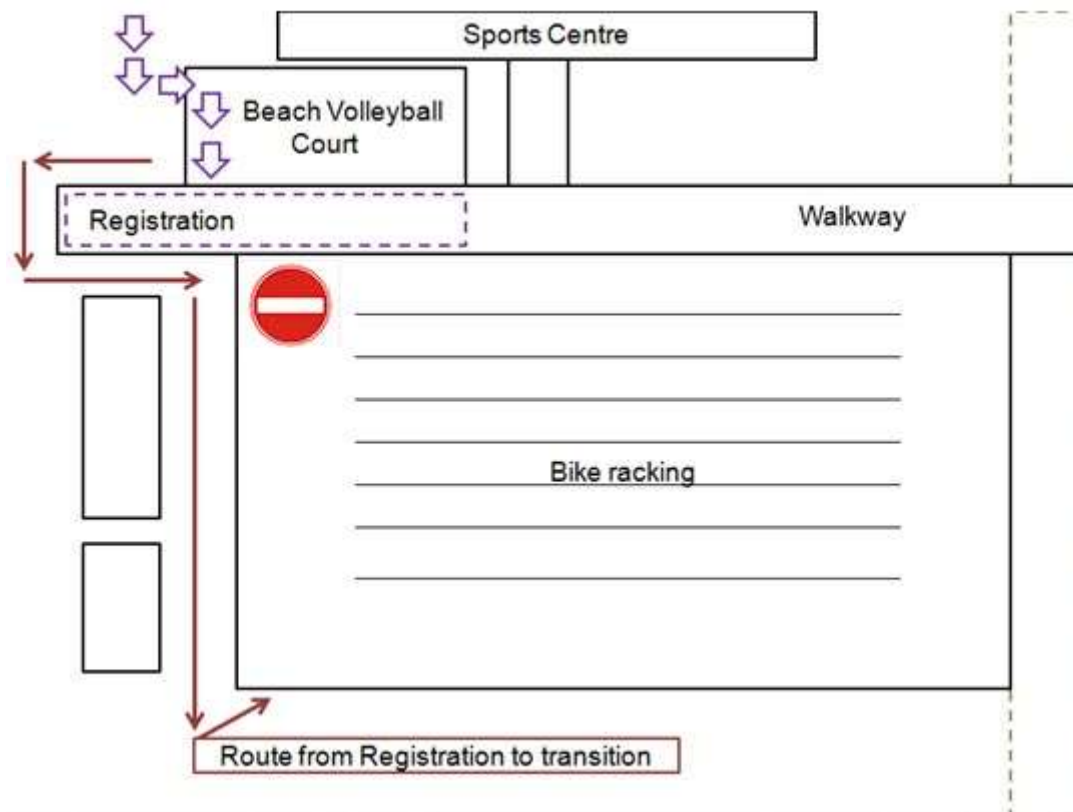 Sports Centre
Beach Volleyball
Court
Registration
Walkway
Bike racking
Route from Registration to transition